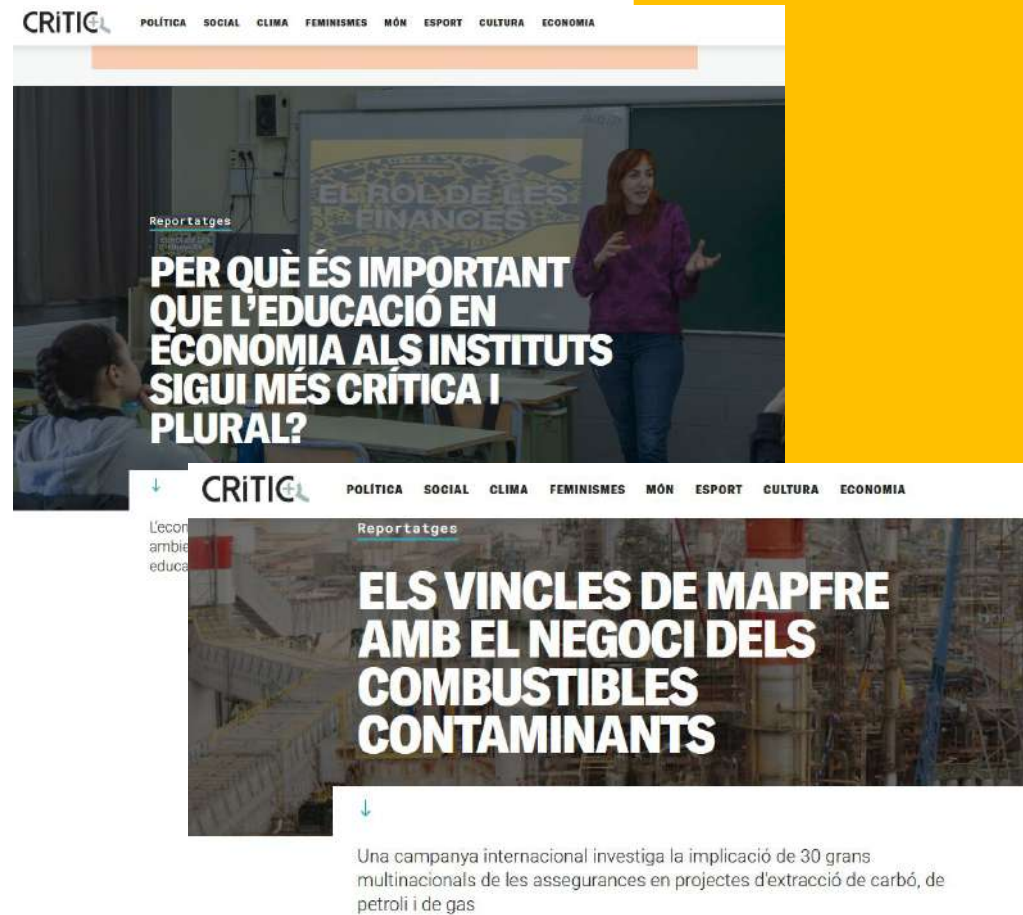 CRÍTIC
POLÍTICA SOCIAL CLIMA FEMINISMES MÓN ESPORT CULTURA ECONOMIA
EL ROL DE LES
FINANCES
Reportatges
PER QUÈ ÉS IMPORTANT
QUE L'EDUCACIÓ EN
ECONOMIA ALS INSTITUTS
SIGUI MÉS CRÍTICA I
PLURAL?
CRÍTIC
POLÍTICA SOCIAL CLIMA FEMINISMES MÓN ESPORT CULTURA ECONOMIA
Reportatges
ELS VINCLES DE MAPFRE
AMB EL NEGOCI DELS
COMBUSTIBLES
CONTAMINANTS
Una campanya internacional investiga la implicació de 30 grans
multinacionals de les assegurances en projectes d'extracció de carbó, de
petroli i de gas